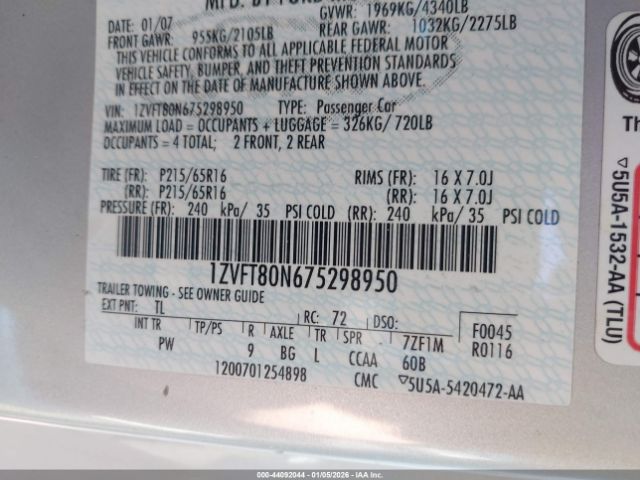 MFD. BY FORD
DATE: 01/07 GVWR: 1969KG/4340LB
FRONT GAWR: 955KG/2105LB REAR GAWR: 1032KG/2275LB
THIS VEHICLE CONFORMS TO ALL APPLICABLE FEDERAL MOTOR
VEHICLE SAFETY, BUMPER, AND THEFT PREVENTION STANDARDS
IN EFFECT ON THE DATE OF MANUFACTURE SHOWN ABOVE.
VIN: 1ZVFT80N675298950 TYPE: Passenger Car
MAXIMUM LOAD = OCCUPANTS + LUGGAGE = 326KG/720LB
OCCUPANTS = 4 TOTAL; 2 FRONT, 2 REAR
TIRE (FR): P215/65R16 RIMS (FR): 16 X 7.0J
(RR): P215/65R16 (RR): 16 X 7.0J
PRESSURE (FR): 240 kPa/ 35 PSI COLD (RR): 240 kPa/ 35 PSI COLD
1ZVFT80N675298950
TRAILER TOWING - SEE OWNER GUIDE
EXT PNT: TL RC: 72 DSO: F0045
INT TR TP/PS R AXLE TR SPR 7ZF1M R0116
PW 9 BG L CCAA 60B
1200701254898 CMC ▽5U5A-5420472-AA
Th
▽5U5A-1532-AA (TLU)
000-44092044 | 01/05/2026 | IAAI.com